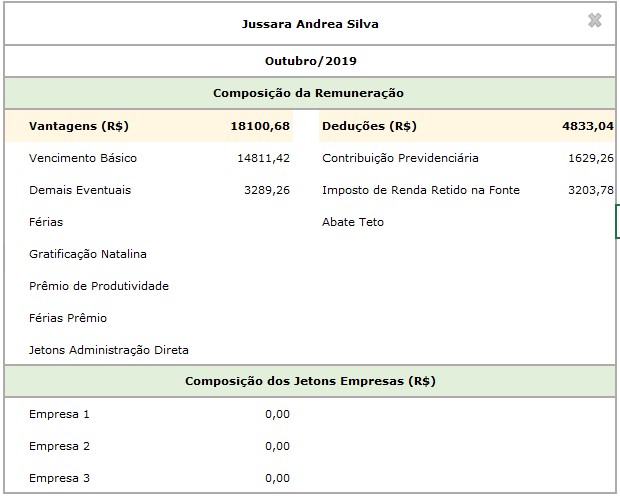 Jussara Andrea Silva
Outubro/2019
Composição da Remuneração
Vantagens (R$) 18100,68 Deduções (R$) 4833,04
Vencimento Básico 14811,42 Contribuição Previdenciária 1629,26
Demais Eventuais 3289,26 Imposto de Renda Retido na Fonte 3203,78
Férias Abate Teto
Gratificação Natalina
Prêmio de Produtividade
Férias Prêmio
Jetons Administração Direta
Composição dos Jetons Empresas (R$)
Empresa 1 0,00
Empresa 2 0,00
Empresa 3 0,00